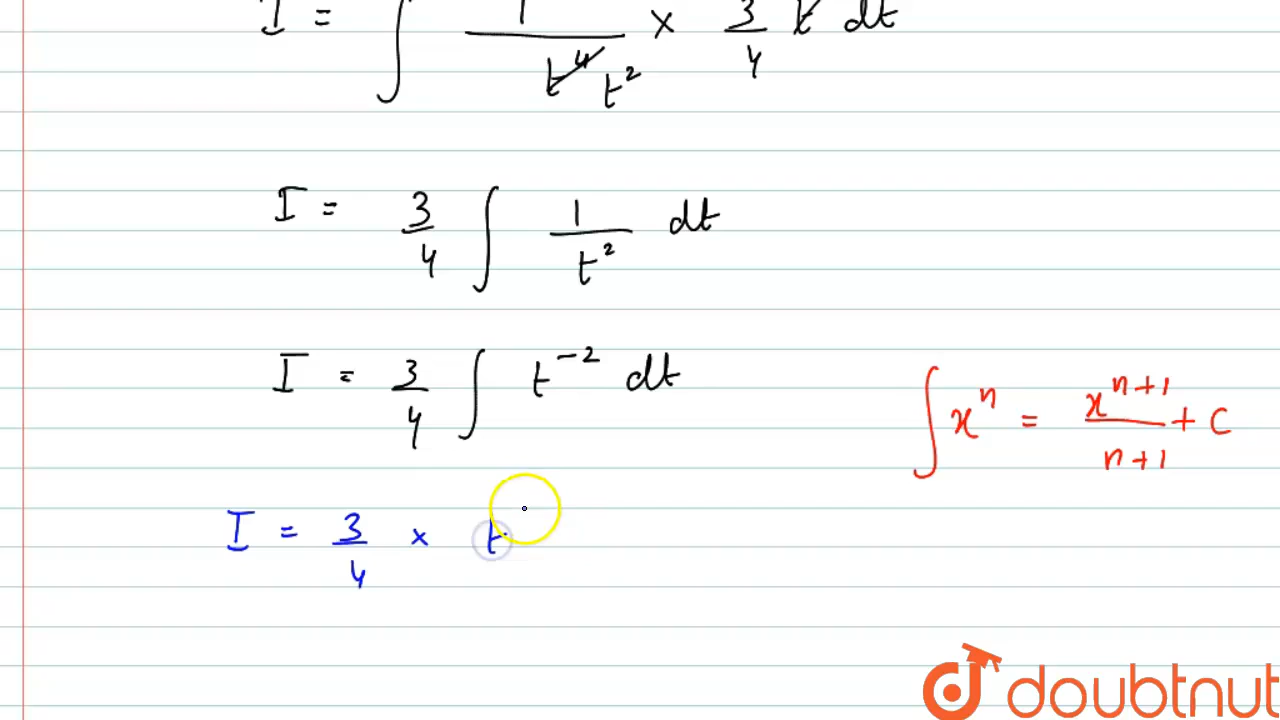 I = ∫ 1/t⁴ t² × 3/4 t dt
I = 3/4 ∫ 1/t² dt
I = 3/4 ∫ t⁻² dt
∫ xⁿ = xⁿ⁺¹/n+1 + C
I = 3/4 × t
doubtnut